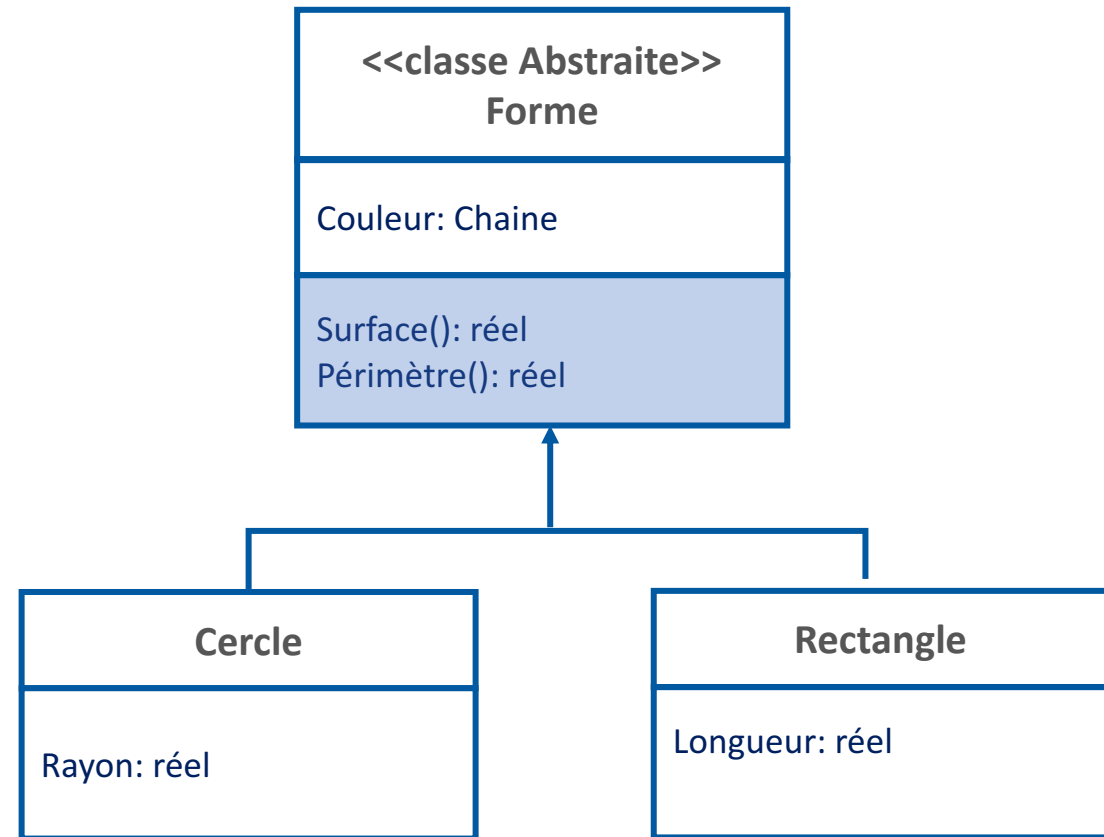 <<classe Abstraite>>
Forme
Couleur: Chaine
Surface(): réel
Périmètre(): réel
Cercle
Rayon: réel
Rectangle
Longueur: réel